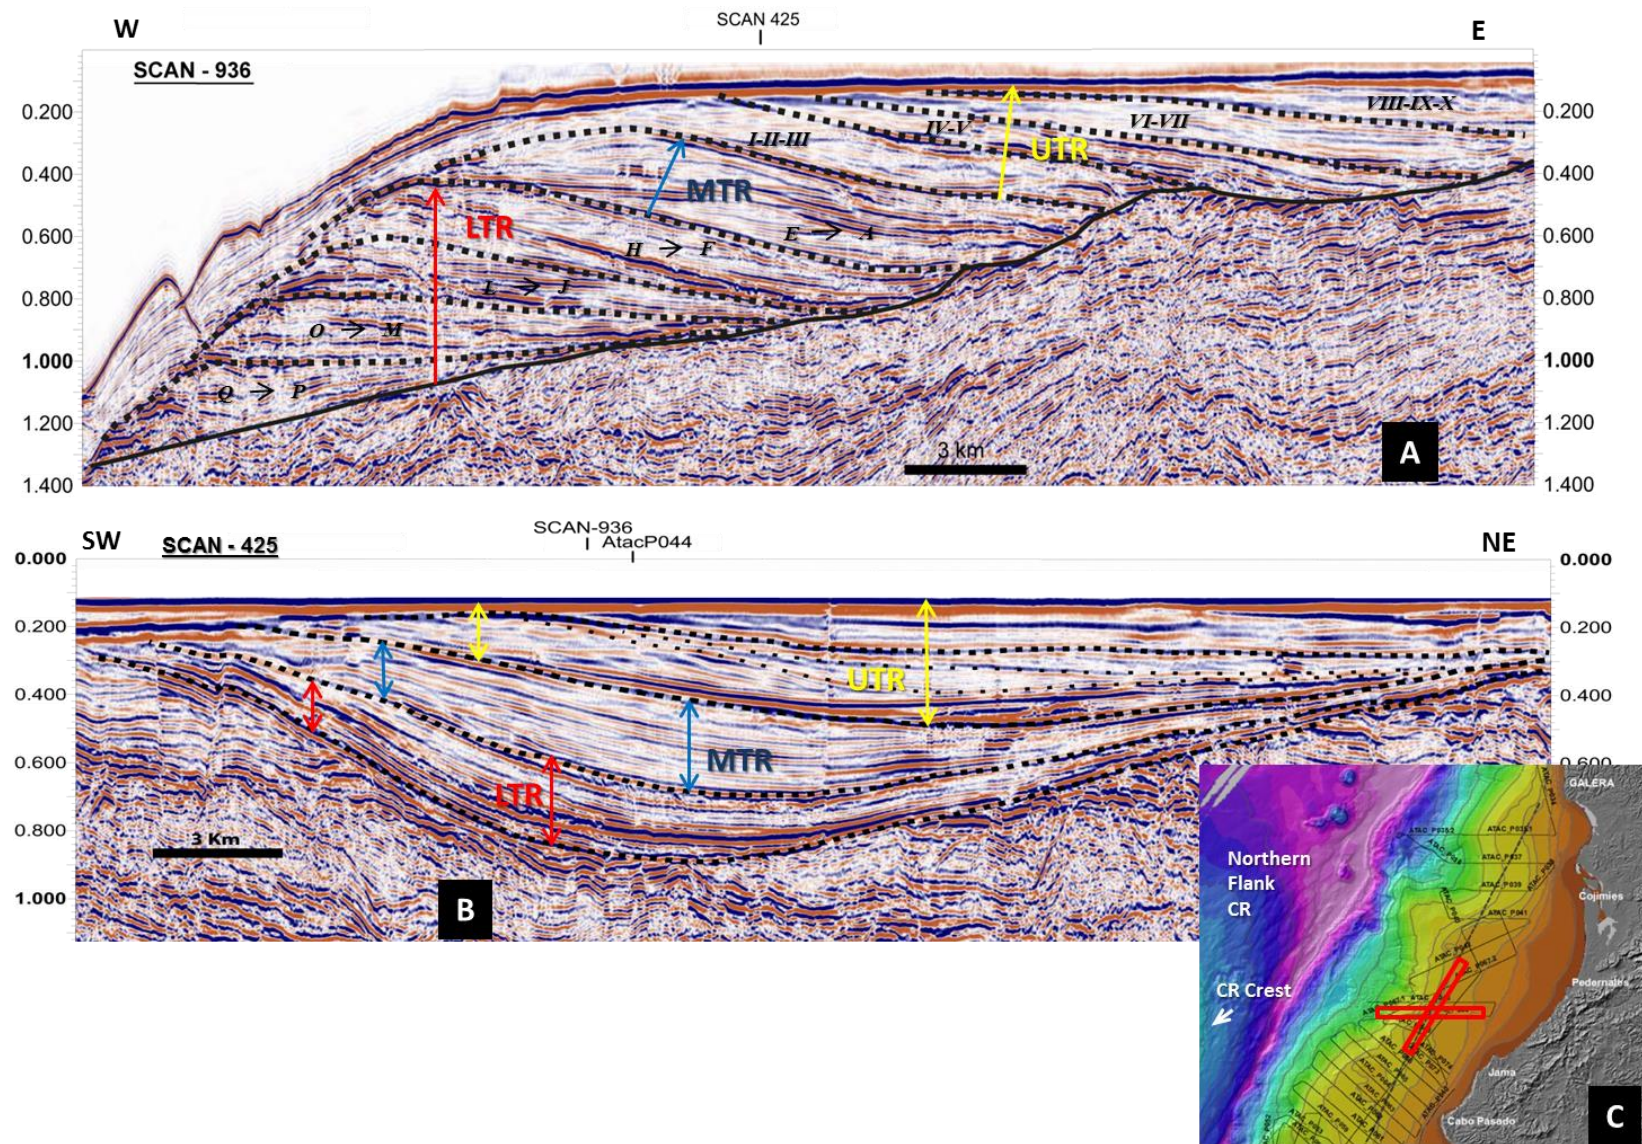 W
SCAN 425
E
SCAN - 936
0.200
0.400
0.600
0.800
1.000
1.200
1.400
0.200
0.400
0.600
0.800
1.000
1.200
1.400
VIII-IX-X
VI-VII
IV-V
I-II-III
UTR
MTR
LTR
E → A
H → F
L → J
O → M
Q → P
3 km
A
SW
SCAN - 425
SCAN-936
AtacP044
NE
0.000
0.200
0.400
0.600
0.800
1.000
0.000
0.200
0.400
0.600
UTR
MTR
LTR
3 Km
B
GALERA
Northern
Flank
CR
Cojimies
CR Crest
Pedernales
Jama
Cabo Pasado
C